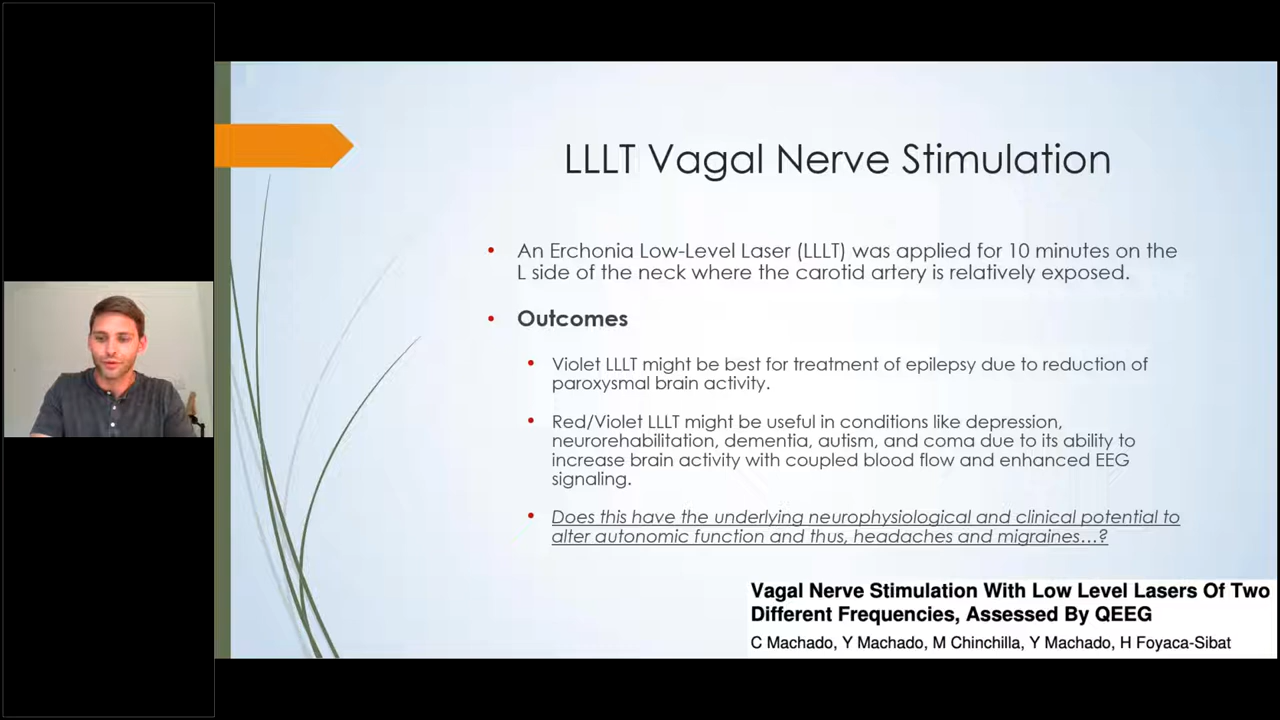 LLLT Vagal Nerve Stimulation
• An Erchonia Low-Level Laser (LLLT) was applied for 10 minutes on the
L side of the neck where the carotid artery is relatively exposed.
• Outcomes
• Violet LLLT might be best for treatment of epilepsy due to reduction of
paroxysmal brain activity.
• Red/Violet LLLT might be useful in conditions like depression,
neurorehabilitation, dementia, autism, and coma due to its ability to
increase brain activity with coupled blood flow and enhanced EEG
signaling.
• Does this have the underlying neurophysiological and clinical potential to
alter autonomic function and thus, headaches and migraines...?
Vagal Nerve Stimulation With Low Level Lasers Of Two
Different Frequencies, Assessed By QEEG
C Machado, Y Machado, M Chinchilla, Y Machado, H Foyaca-Sibat